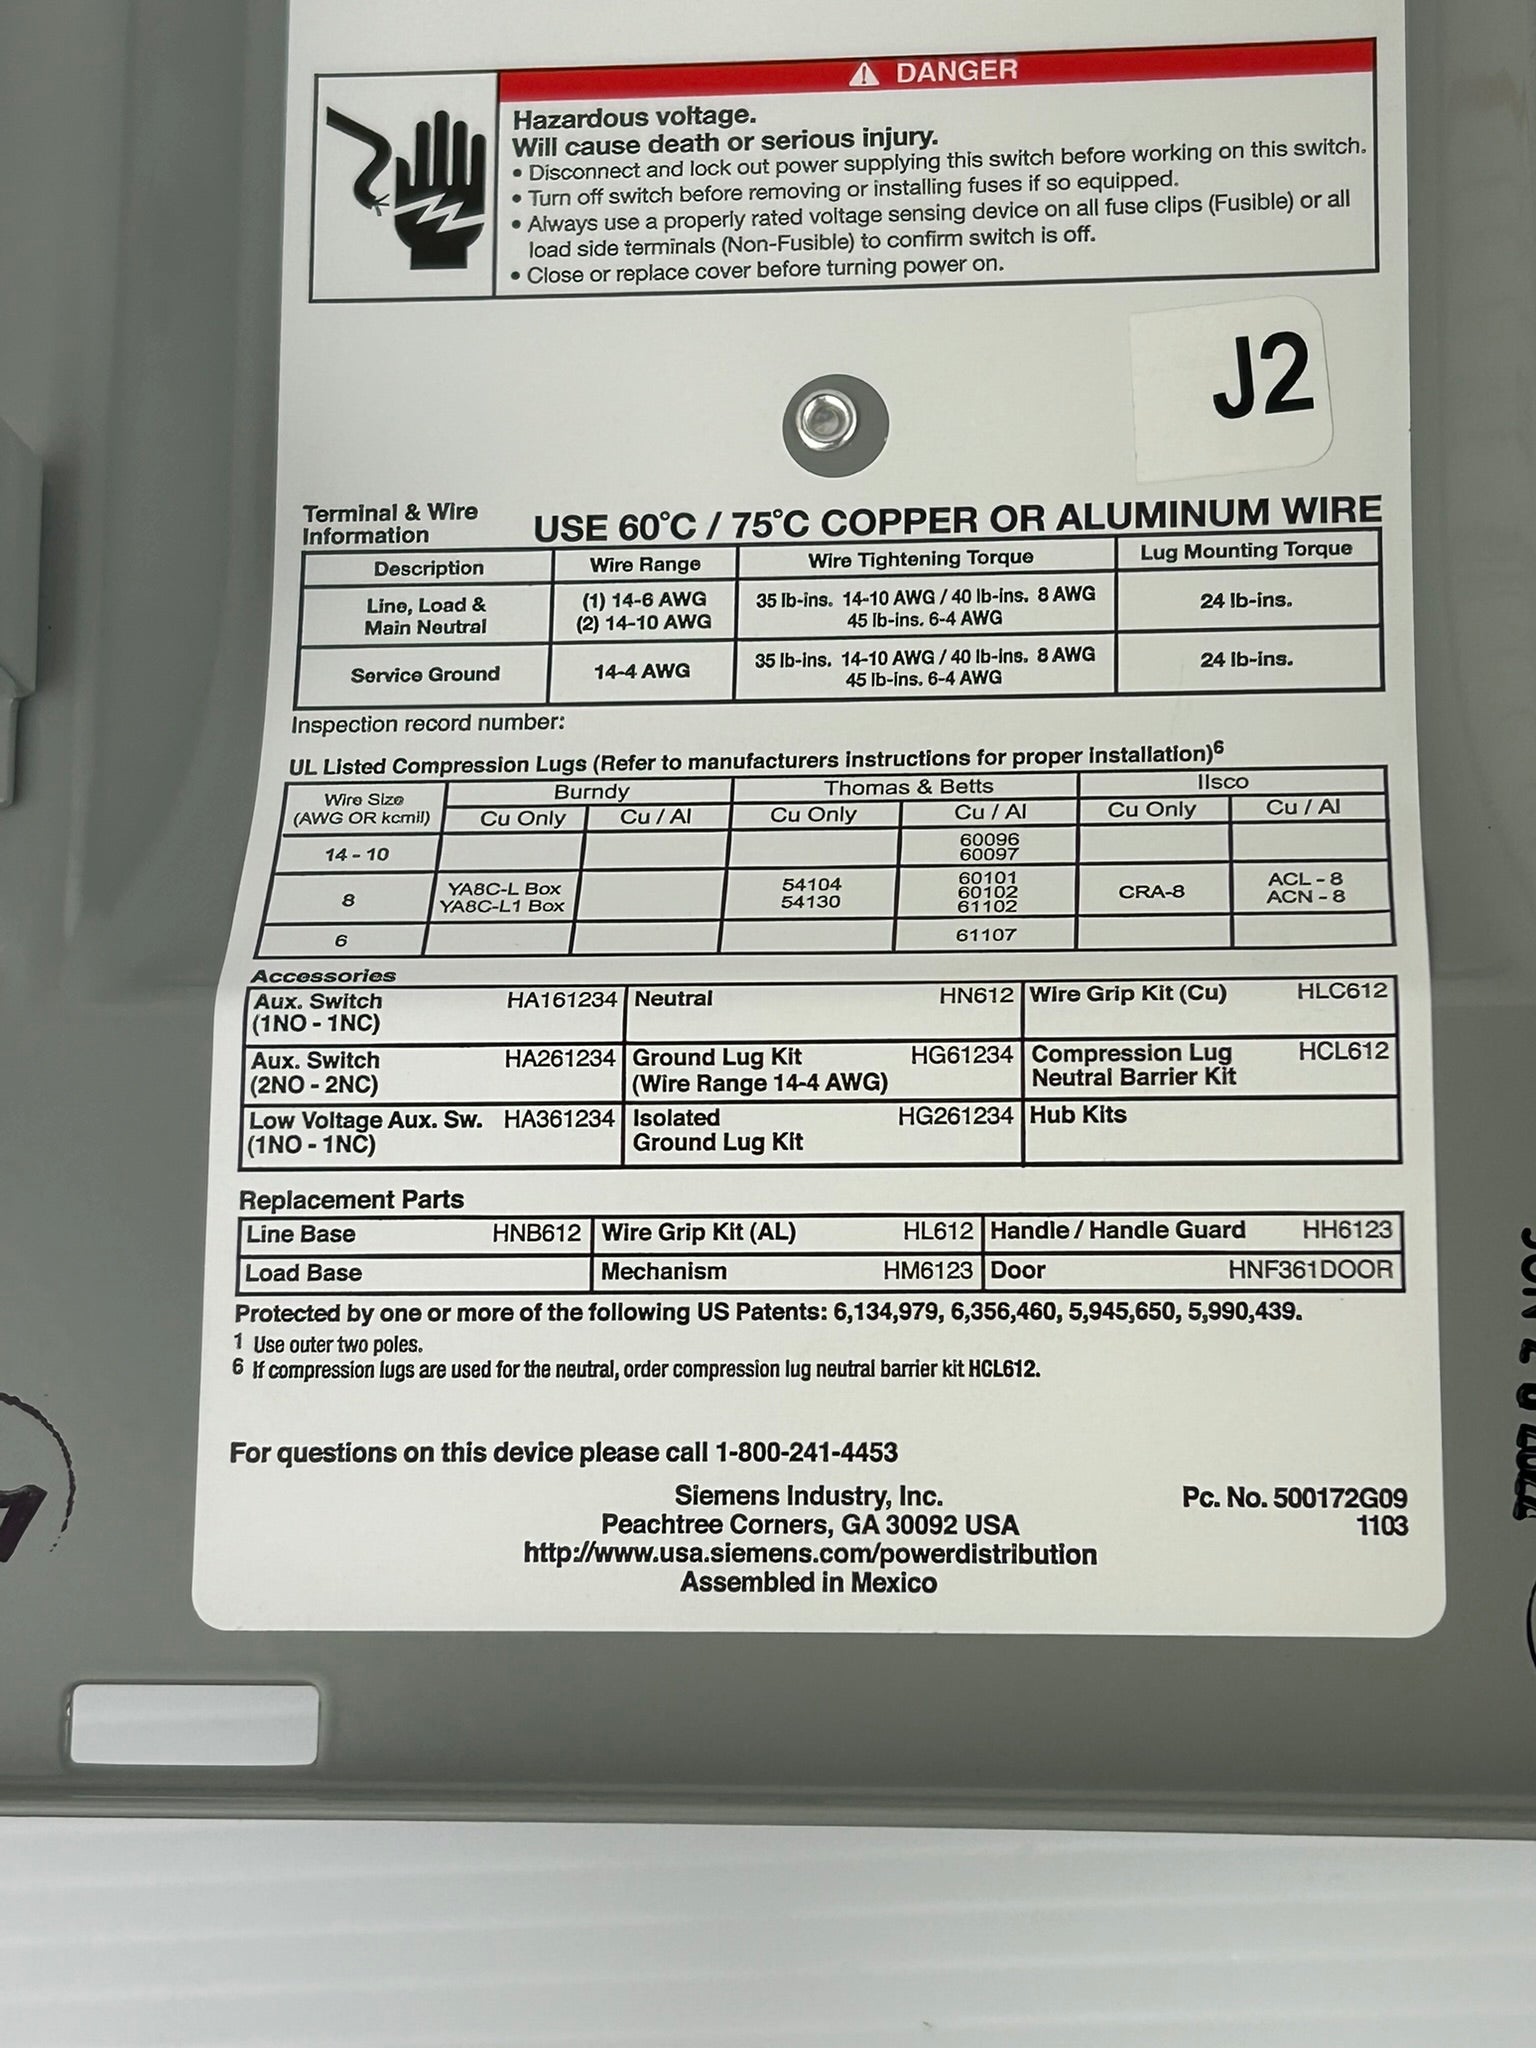 DANGER
Hazardous voltage.
Will cause death or serious injury.
• Disconnect and lock out power supplying this switch before working on this switch.
• Turn off switch before removing or installing fuses if so equipped.
• Always use a properly rated voltage sensing device on all fuse clips (Fusible) or all
load side terminals (Non-Fusible) to confirm switch is off.
• Close or replace cover before turning power on.
J2
Terminal & Wire
Information
USE 60°C / 75°C COPPER OR ALUMINUM WIRE
Description Wire Range Wire Tightening Torque Lug Mounting Torque
Line, Load &
Main Neutral
(1) 14-6 AWG
(2) 14-10 AWG
35 lb-ins. 14-10 AWG / 40 lb-ins. 8 AWG
45 lb-ins. 6-4 AWG
24 lb-ins.
Service Ground
14-4 AWG
35 lb-ins. 14-10 AWG / 40 lb-ins. 8 AWG
45 lb-ins. 6-4 AWG
24 lb-ins.
Inspection record number:
UL Listed Compression Lugs (Refer to manufacturers instructions for proper installation)6
Wire Size
(AWG OR kcmil)
Burndy Thomas & Betts Ilsco
Cu Only Cu / Al Cu Only Cu / Al Cu Only Cu / Al
14 - 10
60096
60097
8
YA8C-L Box
YA8C-L1 Box
54104
54130
60101
60102
61102
CRA-8
ACL - 8
ACN - 8
6 61107
Accessories
Aux. Switch HA161234
(1NO - 1NC)
Neutral HN612
Wire Grip Kit (Cu) HLC612
Aux. Switch HA261234
(2NO - 2NC)
Ground Lug Kit HG61234
(Wire Range 14-4 AWG)
Compression Lug HCL612
Neutral Barrier Kit
Low Voltage Aux. Sw. HA361234
(1NO - 1NC)
Isolated HG261234
Ground Lug Kit
Hub Kits
Replacement Parts
Line Base HNB612 Wire Grip Kit (AL) HL612 Handle / Handle Guard HH6123
Load Base Mechanism HM6123 Door HNF361DOOR
Protected by one or more of the following US Patents: 6,134,979, 6,356,460, 5,945,650, 5,990,439.
1 Use outer two poles.
6 If compression lugs are used for the neutral, order compression lug neutral barrier kit HCL612.
For questions on this device please call 1-800-241-4453
Siemens Industry, Inc.
Peachtree Corners, GA 30092 USA
http://www.usa.siemens.com/powerdistribution
Assembled in Mexico
Pc. No. 500172G09
1103